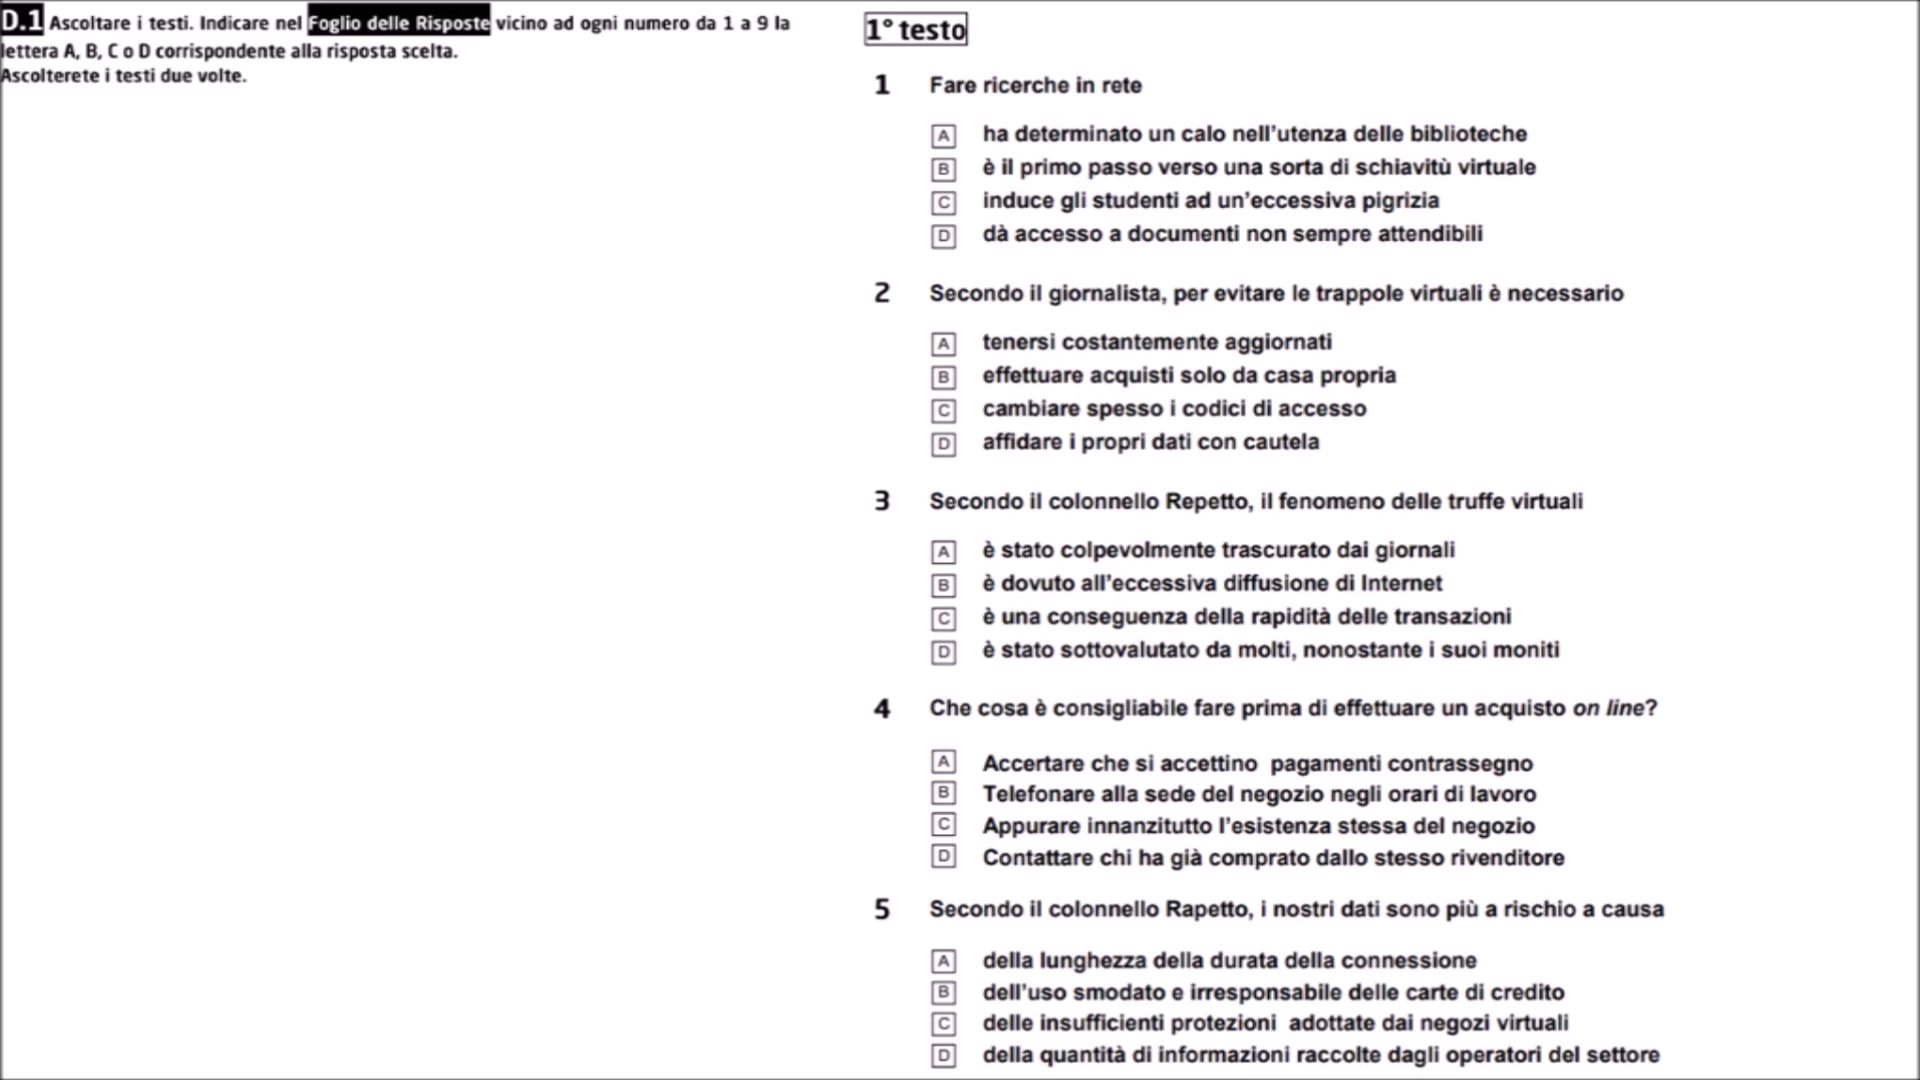 D.1 Ascoltare i testi. Indicare nel Foglio delle Risposte vicino ad ogni numero da 1 a 9 la
lettera A, B, C o D corrispondente alla risposta scelta.
Ascolterete i testi due volte.
1° testo
1 Fare ricerche in rete
A ha determinato un calo nell'utenza delle biblioteche
B è il primo passo verso una sorta di schiavitù virtuale
C induce gli studenti ad un'eccessiva pigrizia
D dà accesso a documenti non sempre attendibili
2 Secondo il giornalista, per evitare le trappole virtuali è necessario
A tenersi costantemente aggiornati
B effettuare acquisti solo da casa propria
C cambiare spesso i codici di accesso
D affidare i propri dati con cautela
3 Secondo il colonnello Repetto, il fenomeno delle truffe virtuali
A è stato colpevolmente trascurato dai giornali
B è dovuto all'eccessiva diffusione di Internet
C è una conseguenza della rapidità delle transazioni
D è stato sottovalutato da molti, nonostante i suoi moniti
4 Che cosa è consigliabile fare prima di effettuare un acquisto on line?
A Accertare che si accettino pagamenti contrassegno
B Telefonare alla sede del negozio negli orari di lavoro
C Appurare innanzitutto l'esistenza stessa del negozio
D Contattare chi ha già comprato dallo stesso rivenditore
5 Secondo il colonnello Rapetto, i nostri dati sono più a rischio a causa
A della lunghezza della durata della connessione
B dell'uso smodato e irresponsabile delle carte di credito
C delle insufficienti protezioni adottate dai negozi virtuali
D della quantità di informazioni raccolte dagli operatori del settore